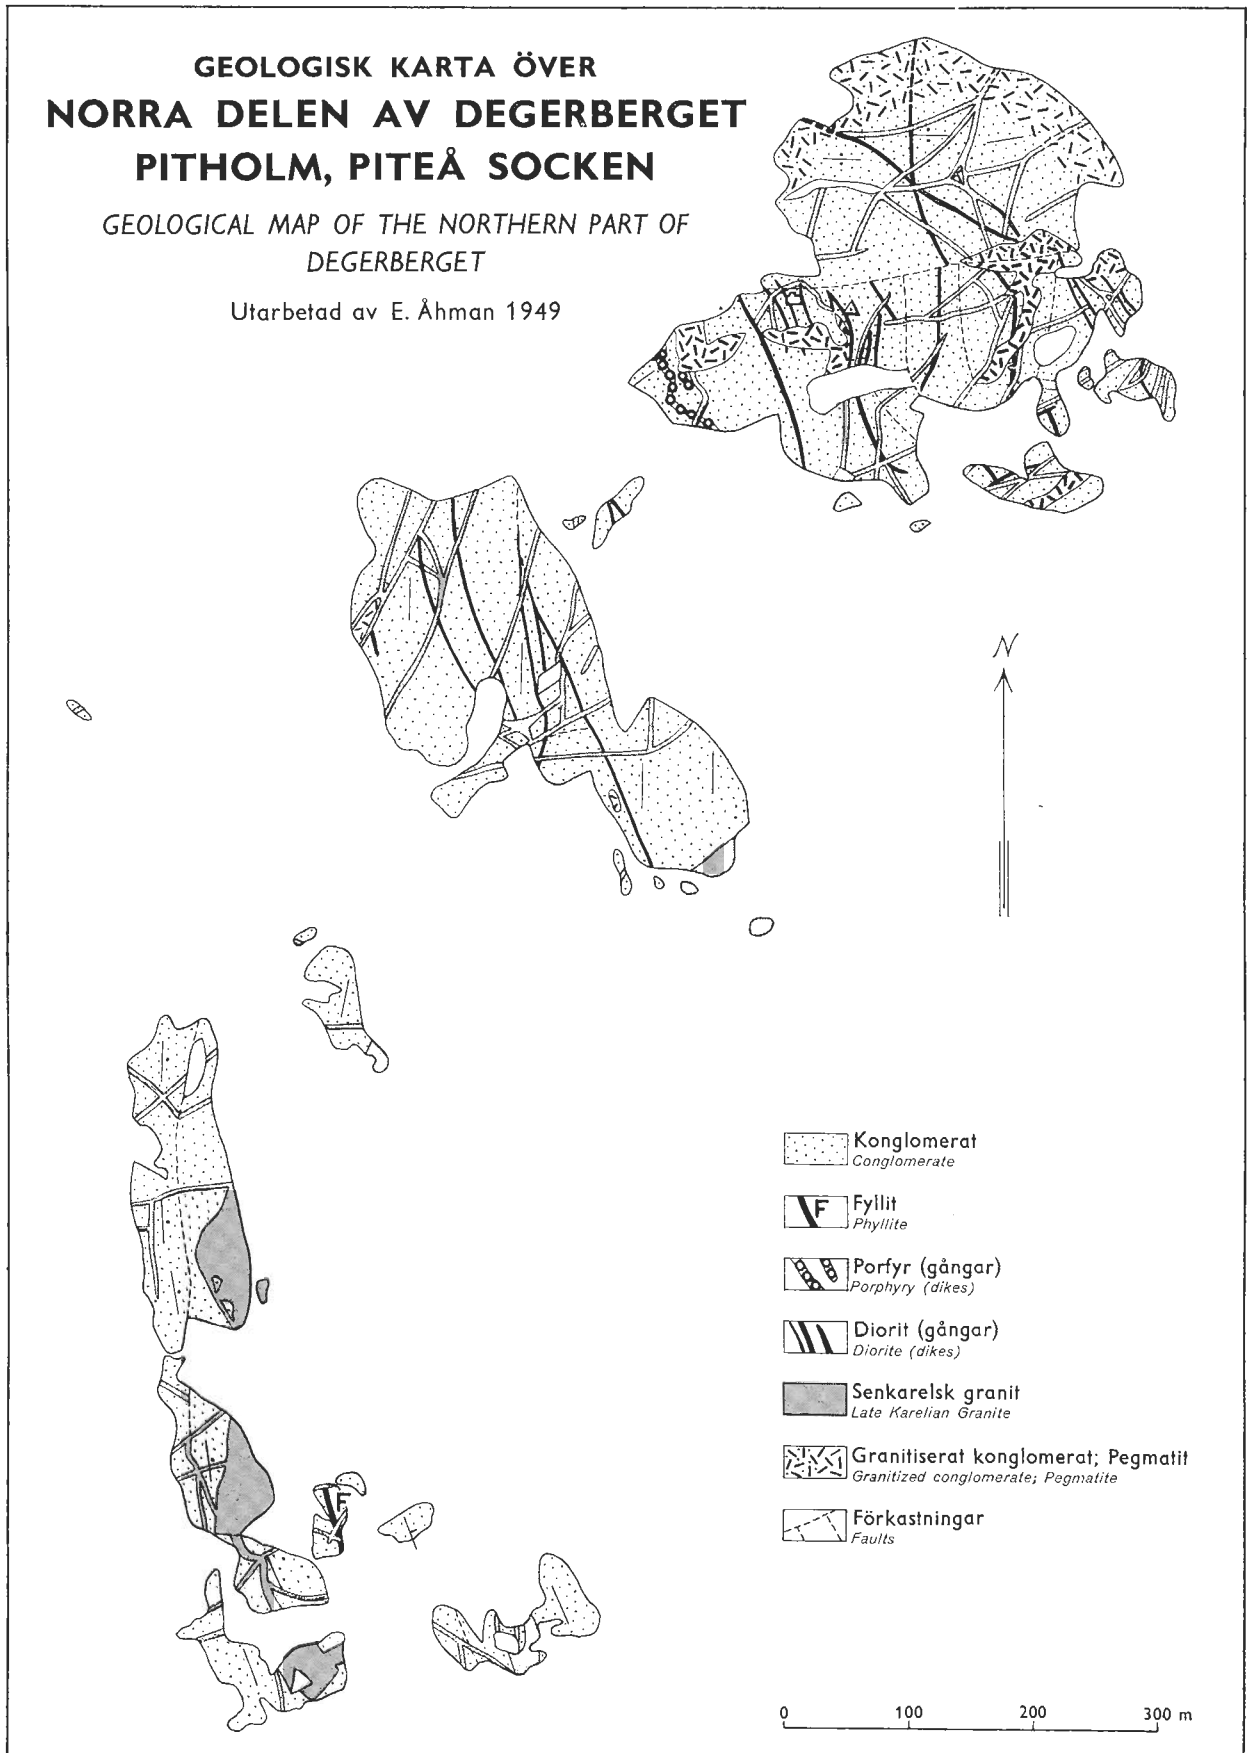 GEOLOGISK KARTA ÖVER
NORRA DELEN AV DEGERBERGET
PITHOLM, PITEÅ SOCKEN
GEOLOGICAL MAP OF THE NORTHERN PART OF
DEGERBERGET
Utarbetad av E. Åhman 1949
N
Konglomerat
Conglomerate
F
Fyllit
Phyllite
Porfyr (gångar)
Porphyry (dikes)
Diorit (gångar)
Diorite (dikes)
Senkarelsk granit
Late Karelian Granite
Granitiserat konglomerat; Pegmatit
Granitized conglomerate; Pegmatite
Förkastningar
Faults
F
0 100 200 300 m